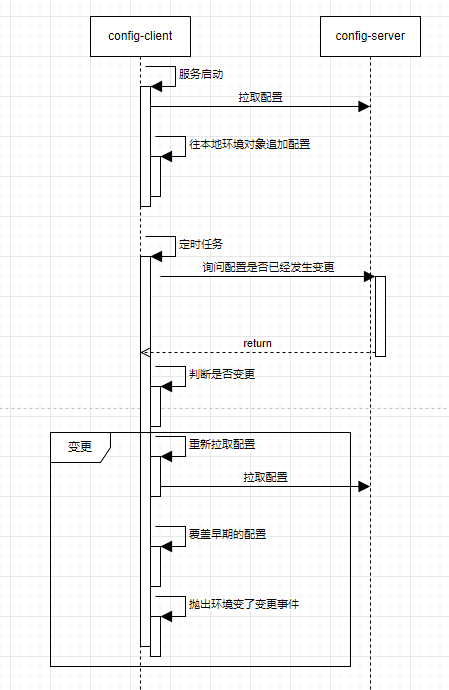 config-client
config-server
服务启动
拉取配置
往本地环境对象追加配置
定时任务
询问配置是否已经发生变更
return
判断是否变更
变更
重新拉取配置
拉取配置
覆盖早期的配置
抛出环境变了变更事件